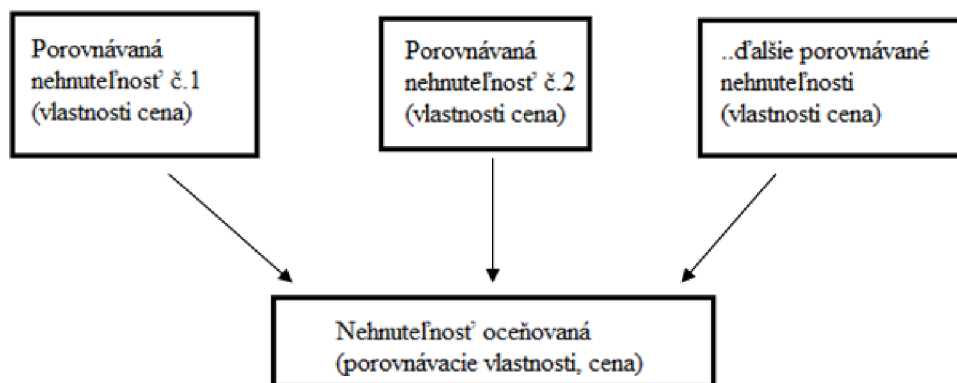 Porovnávaná
nehnuteľnosť č.1
(vlastnosti cena)
Porovnávaná
nehnuteľnosť č.2
(vlastnosti cena)
..ďalšie porovnávané
nehnuteľnosti
(vlastnosti cena)
Nehnuteľnosť oceňovaná
(porovnávacie vlastnosti, cena)